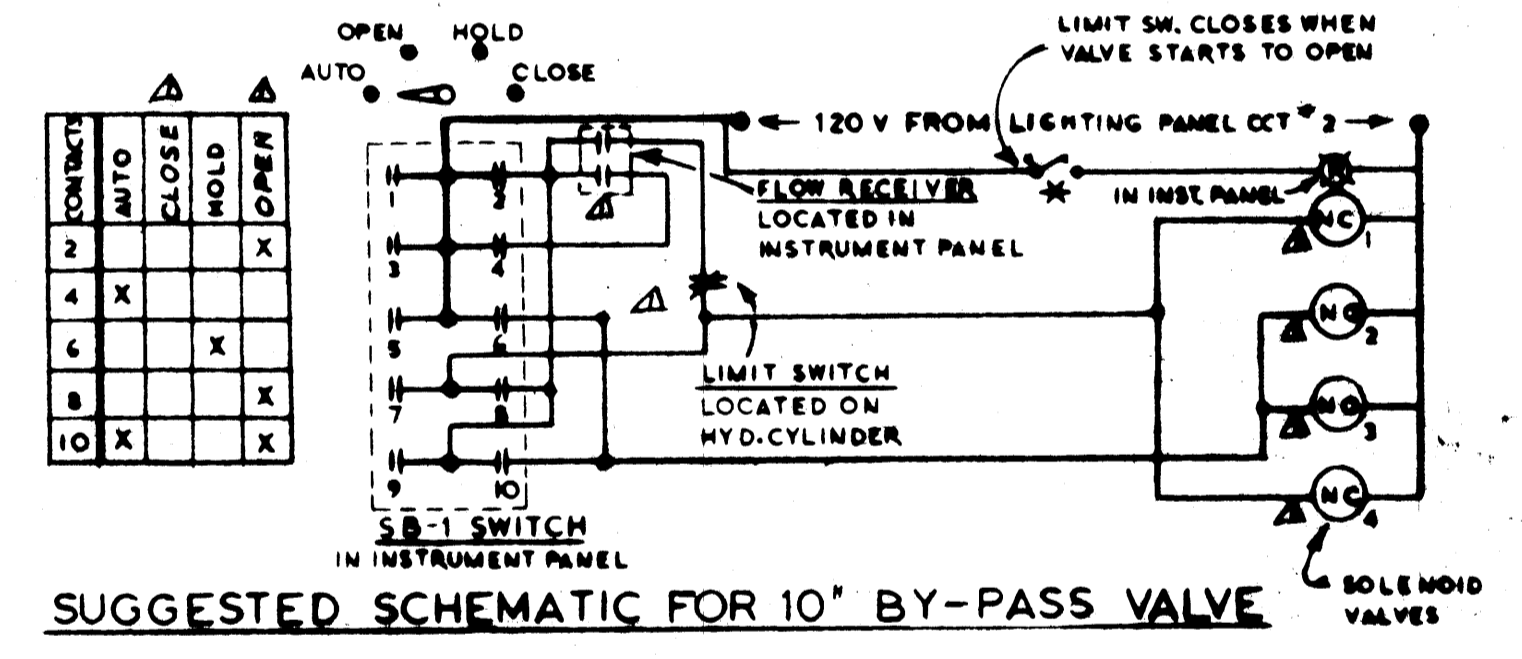 OPEN HOLD
AUTO CLOSE
LIMIT SW. CLOSES WHEN
VALVE STARTS TO OPEN
CONTACTS AUTO CLOSE HOLD OPEN
2 X
4 X
6 X
8 X
10 X X
120 V FROM LIGHTING PANEL CCT # 2
1 2
3 4
5 6
7 8
9 10
FLOW RECEIVER
LOCATED IN
INSTRUMENT PANEL
IN INST. PANEL
R
NC 1
NO 2
NO 3
NC 4
LIMIT SWITCH
LOCATED ON
HYD. CYLINDER
SB-1 SWITCH
IN INSTRUMENT PANEL
SOLENOID
VALVES
SUGGESTED SCHEMATIC FOR 10" BY-PASS VALVE